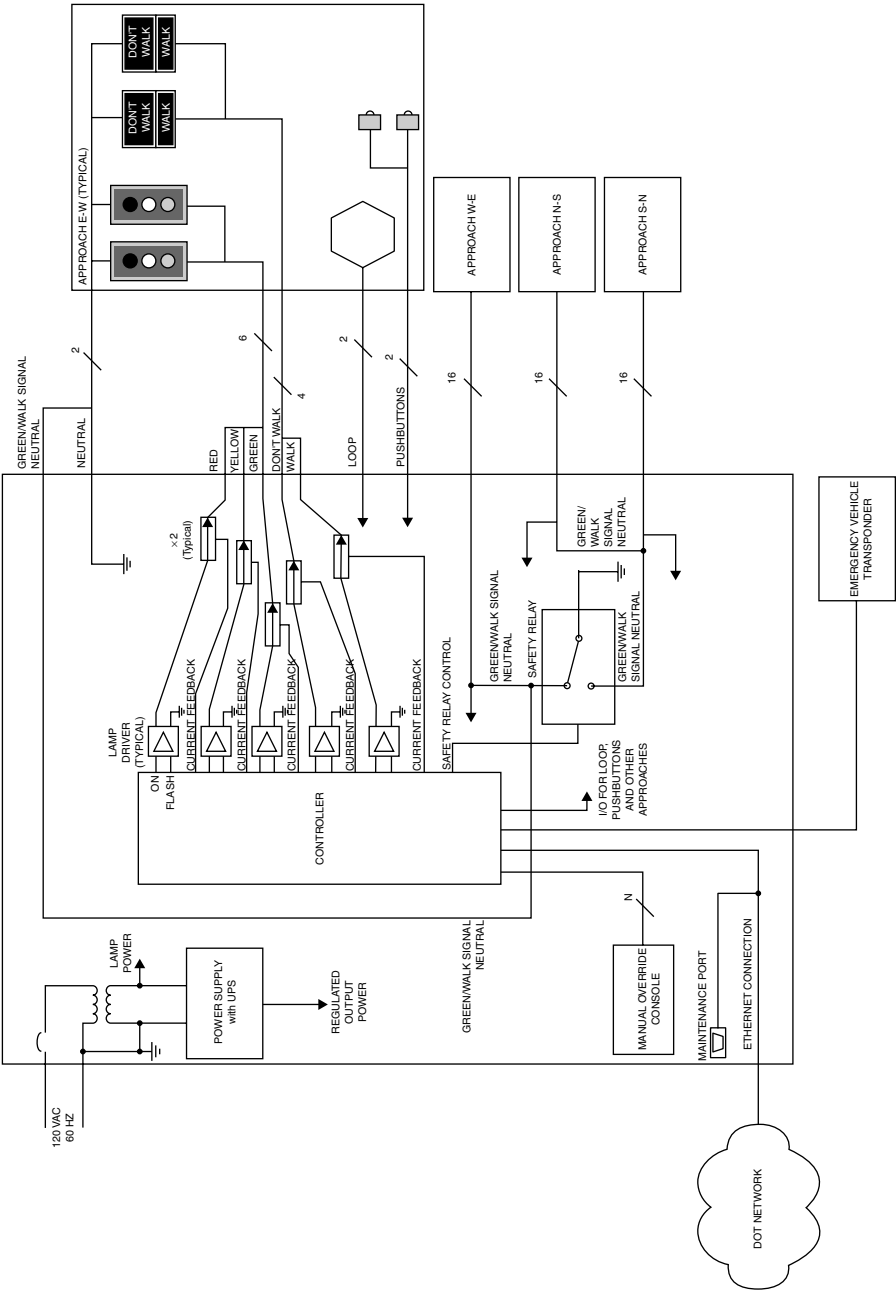 120 VAC
60 HZ
LAMP
POWER
POWER SUPPLY
with UPS
REGULATED
OUTPUT
POWER
GREEN/WALK SIGNAL
NEUTRAL
MANUAL OVERRIDE
CONSOLE
N
MAINTENANCE PORT
ETHERNET CONNECTION
DOT NETWORK
CONTROLLER
ON
FLASH
LAMP
DRIVER
(TYPICAL)
CURRENT FEEDBACK
CURRENT FEEDBACK
CURRENT FEEDBACK
CURRENT FEEDBACK
CURRENT FEEDBACK
SAFETY RELAY CONTROL
I/O FOR LOOP,
PUSHBUTTONS
AND OTHER
APPROACHES
×2
(Typical)
GREEN/WALK SIGNAL
NEUTRAL
SAFETY RELAY
GREEN/WALK
SIGNAL NEUTRAL
GREEN/
WALK
SIGNAL
NEUTRAL
EMERGENCY VEHICLE
TRANSPONDER
GREEN/WALK SIGNAL
NEUTRAL
NEUTRAL
RED
YELLOW
GREEN
DON'T WALK
WALK
LOOP
PUSHBUTTONS
2
6
4
2
2
16
16
16
APPROACH E-W (TYPICAL)
DON'T
WALK
WALK
DON'T
WALK
WALK
APPROACH W-E
APPROACH N-S
APPROACH S-N